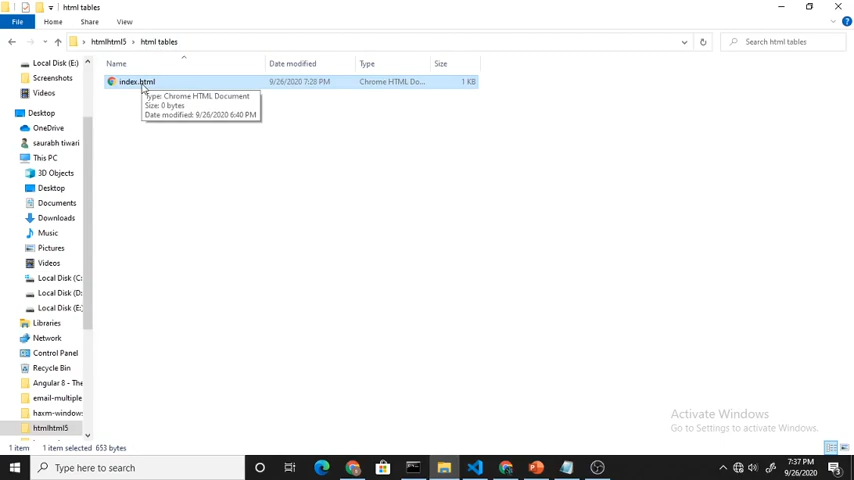 html tables
File Home Share View
htmlhtml5 html tables Search html tables
Name Date modified Type Size
index.html 9/26/2020 7:28 PM Chrome HTML Do... 1 KB
Type: Chrome HTML Document
Size: 0 bytes
Date modified: 9/26/2020 6:40 PM
Local Disk (E:)
Screenshots
Videos
Desktop
OneDrive
saurabh tiwari
This PC
3D Objects
Desktop
Documents
Downloads
Music
Pictures
Videos
Local Disk (C:
Local Disk (D:
Local Disk (E:
Libraries
Network
Control Panel
Recycle Bin
Angular 8 - The
email-multiple
haxm-windows
htmlhtml5
Activate Windows
Go to Settings to activate Windows.
1 item 1 item selected 653 bytes
Type here to search
7:37 PM
9/26/2020
3